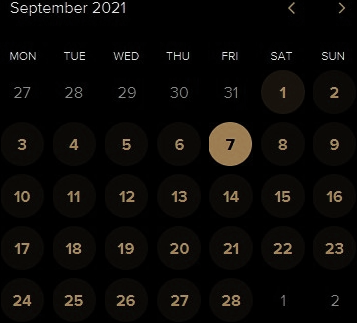 September 2021
MON TUE WED THU FRI SAT SUN
27 28 29 30 31 1 2
3 4 5 6 7 8 9
10 11 12 13 14 15 16
17 18 19 20 21 22 23
24 25 26 27 28 1 2